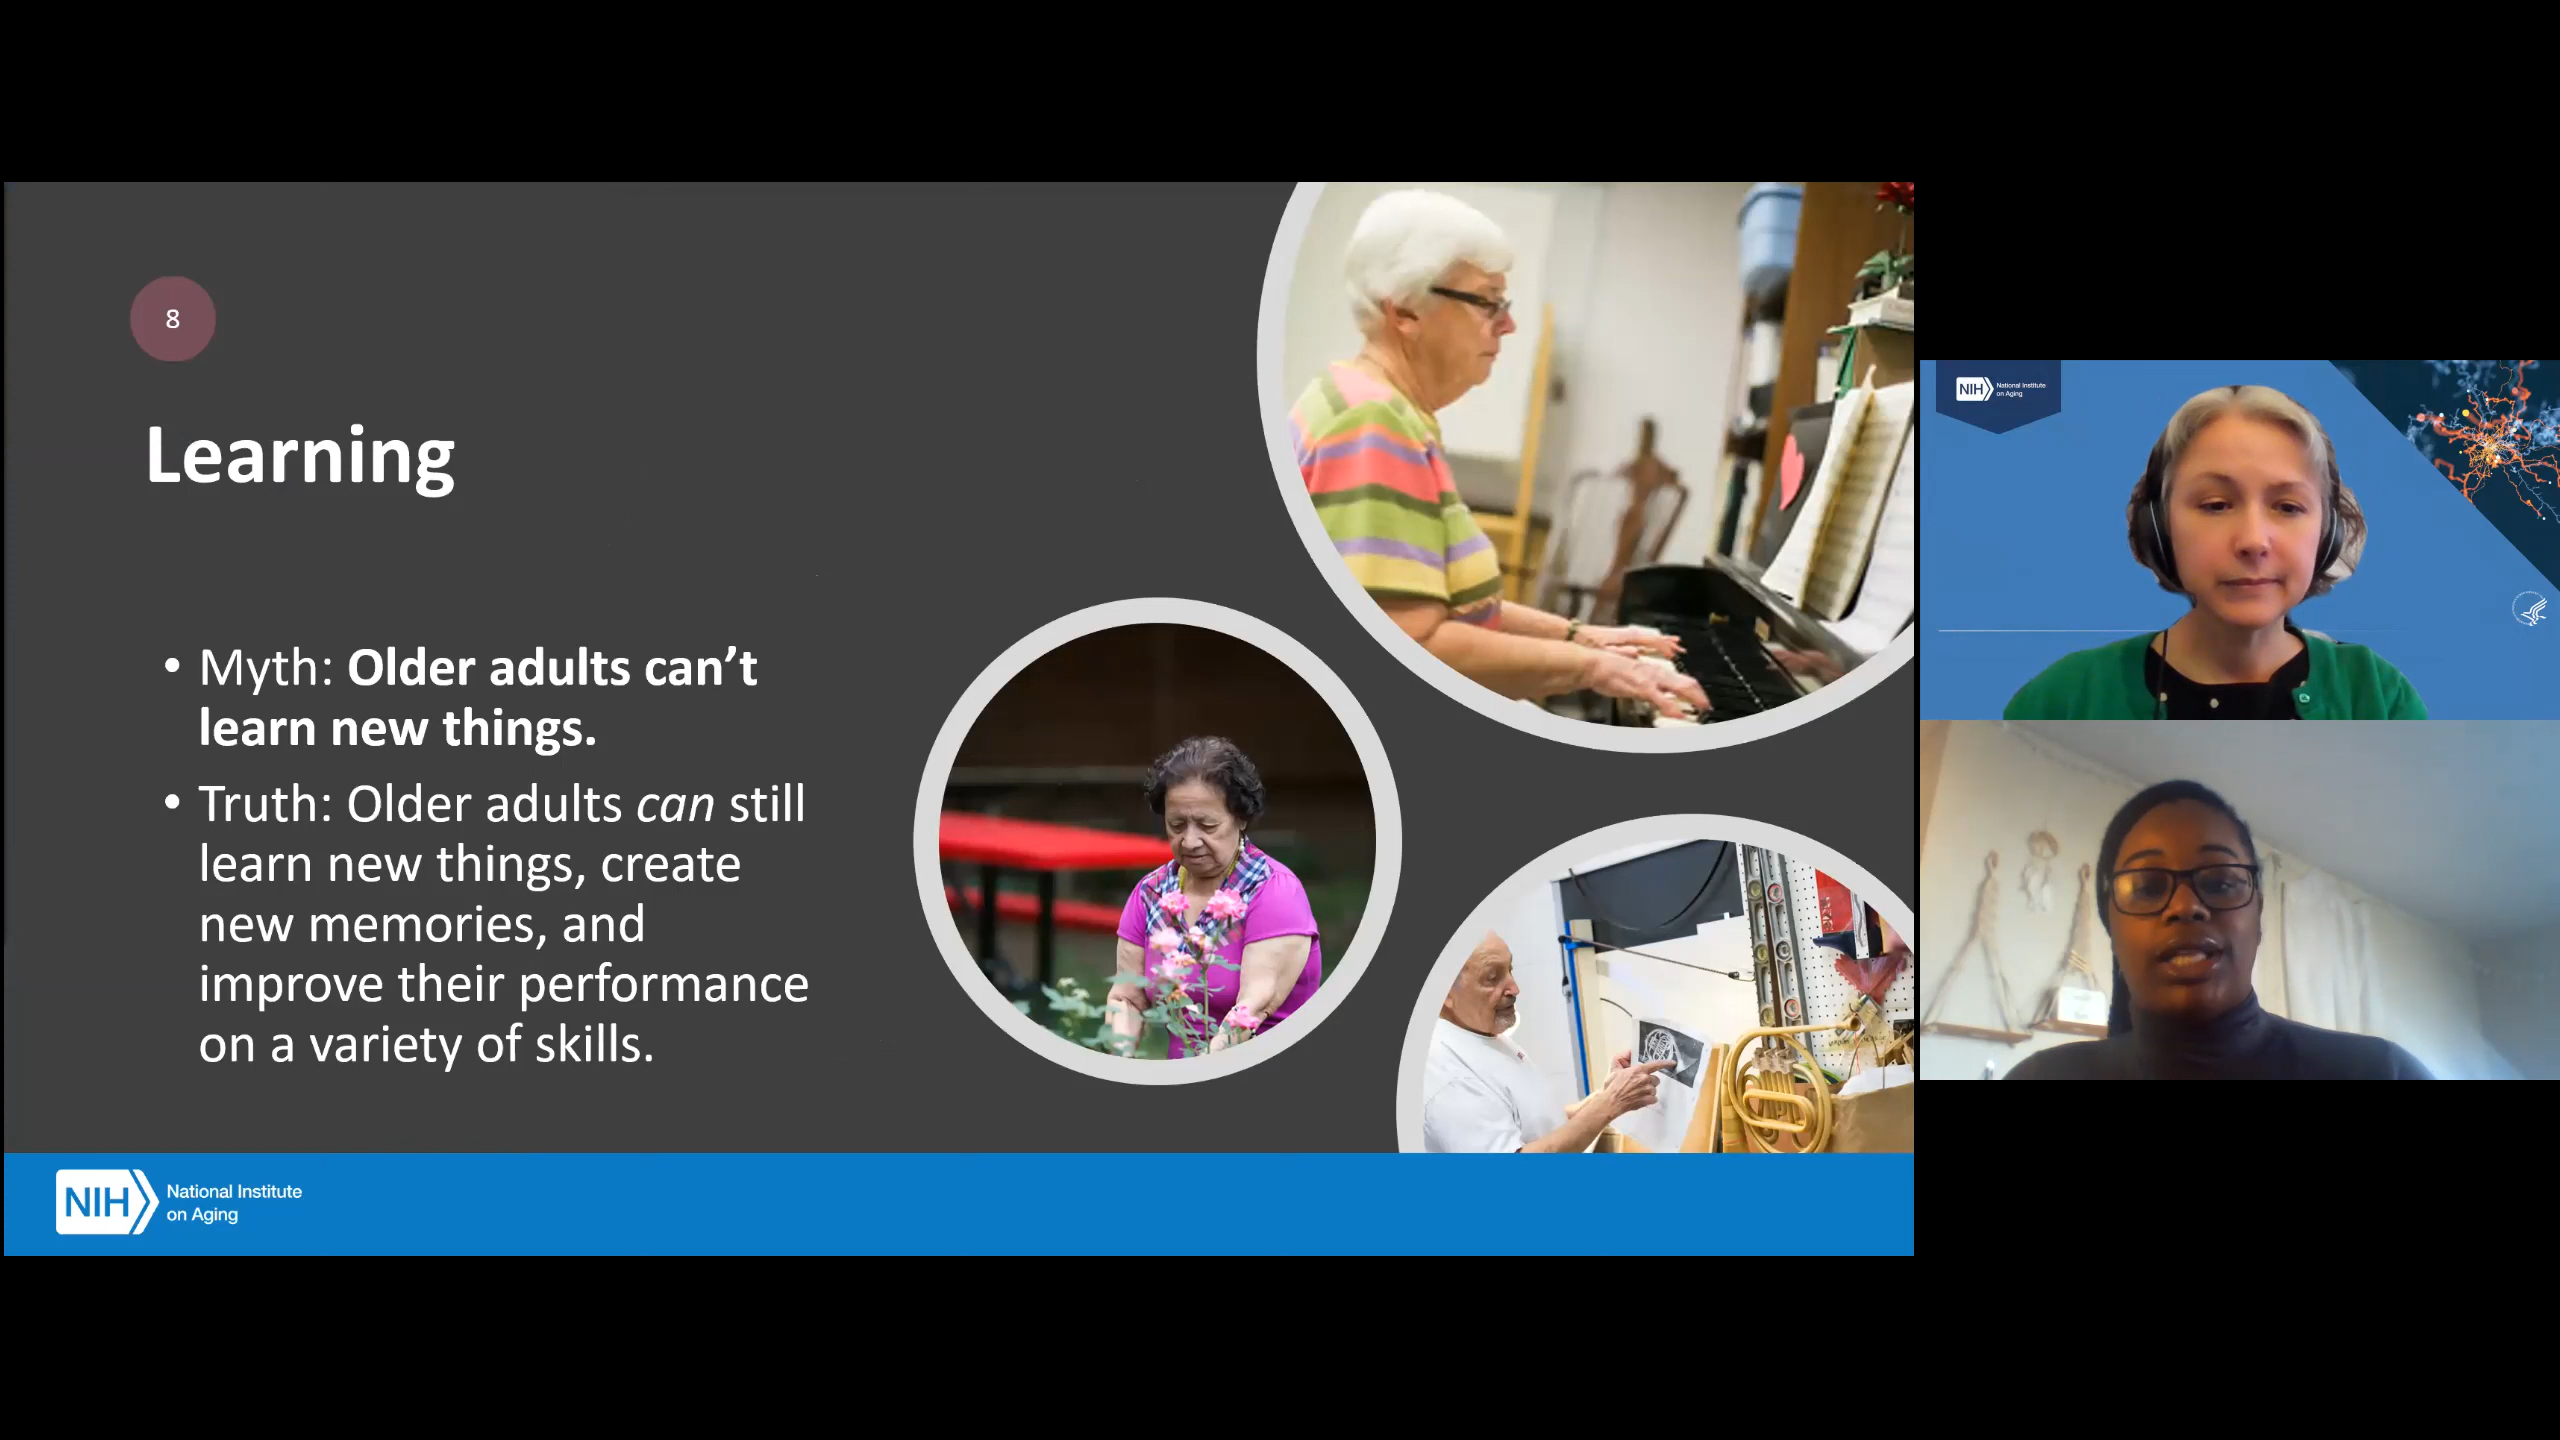 8
Learning
• Myth: Older adults can’t
learn new things.
• Truth: Older adults can still
learn new things, create
new memories, and
improve their performance
on a variety of skills.
NIH National Institute
on Aging
NIH National Institute
on Aging